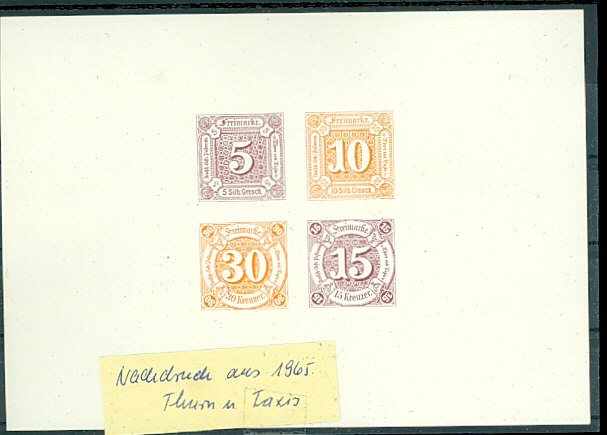 Freimarke.
5
5 Silb. Grosch.
Freimarke.
10
10 Silb. Grosch.
Freimarke
30
30 Kreuzer.
Freimarke
15
15 Kreuzer.
Nachdruck aus 1965.
Thurn u Taxis